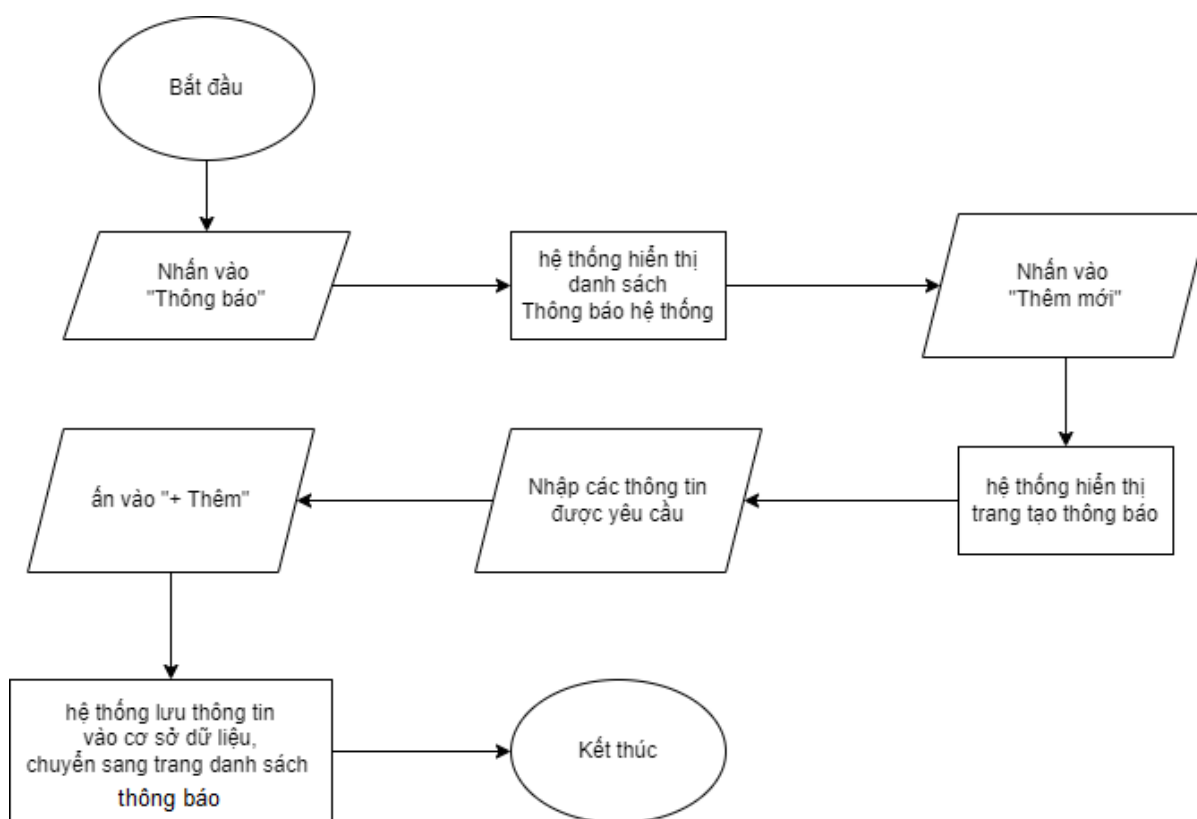 Bắt đầu
Nhấn vào
"Thông báo"
hệ thống hiển thị
danh sách
Thông báo hệ thống
Nhấn vào
"Thêm mới"
hệ thống hiển thị
trang tạo thông báo
Nhập các thông tin
được yêu cầu
ấn vào "+ Thêm"
hệ thống lưu thông tin
vào cơ sở dữ liệu,
chuyển sang trang danh sách
thông báo
Kết thúc